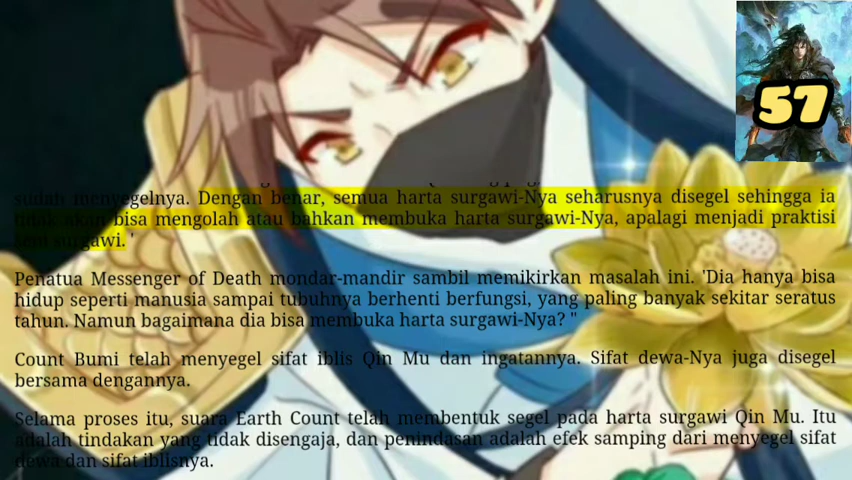 57
sudah menyegelnya. Dengan benar, semua harta surgawi-Nya seharusnya disegel sehingga ia
tidak akan bisa mengolah atau bahkan membuka harta surgawi-Nya, apalagi menjadi praktisi
seni surgawi. '
Penatua Messenger of Death mondar-mandir sambil memikirkan masalah ini. 'Dia hanya bisa
hidup seperti manusia sampai tubuhnya berhenti berfungsi, yang paling banyak sekitar seratus
tahun. Namun bagaimana dia bisa membuka harta surgawi-Nya? "
Count Bumi telah menyegel sifat iblis Qin Mu dan ingatannya. Sifat dewa-Nya juga disegel
bersama dengannya.
Selama proses itu, suara Earth Count telah membentuk segel pada harta surgawi Qin Mu. Itu
adalah tindakan yang tidak disengaja, dan penindasan adalah efek samping dari menyegel sifat
dewa dan sifat iblisnya.